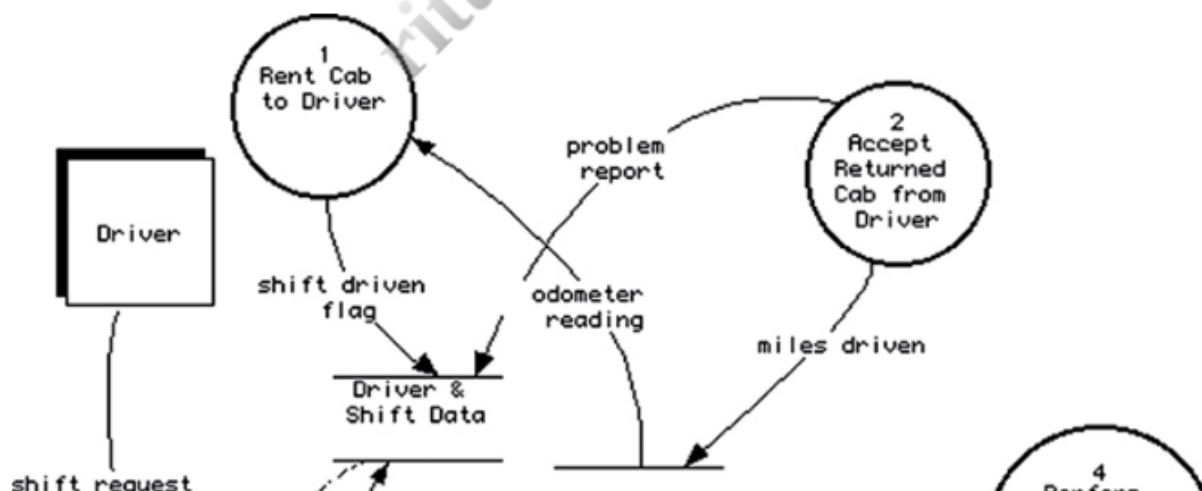 1
Rent Cab
to Driver
2
Accept
Returned
Cab from
Driver
problem
report
Driver
shift driven
flag
odometer
reading
miles driven
Driver &
Shift Data
4
Perform
shift request